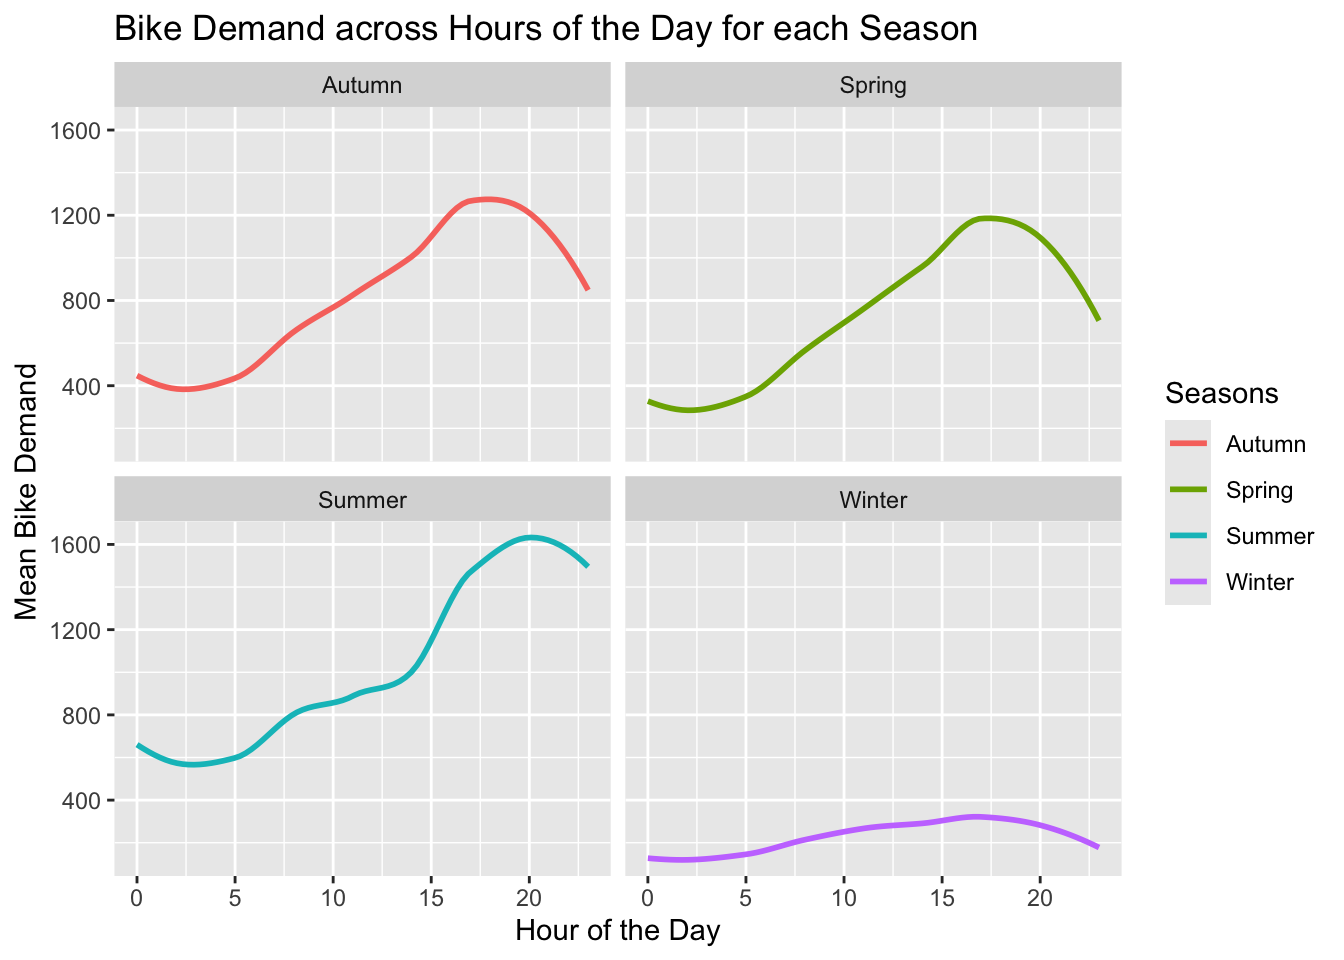 Bike Demand across Hours of the Day for each Season
Autumn
Spring
1600
1200
800
400
Summer
Winter
1600
1200
800
400
0 5 10 15 20
0 5 10 15 20
Hour of the Day
Mean Bike Demand
Seasons
Autumn
Spring
Summer
Winter